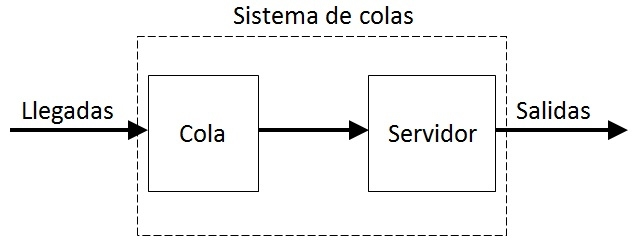 Sistema de colas
Llegadas
Cola
Servidor
Salidas